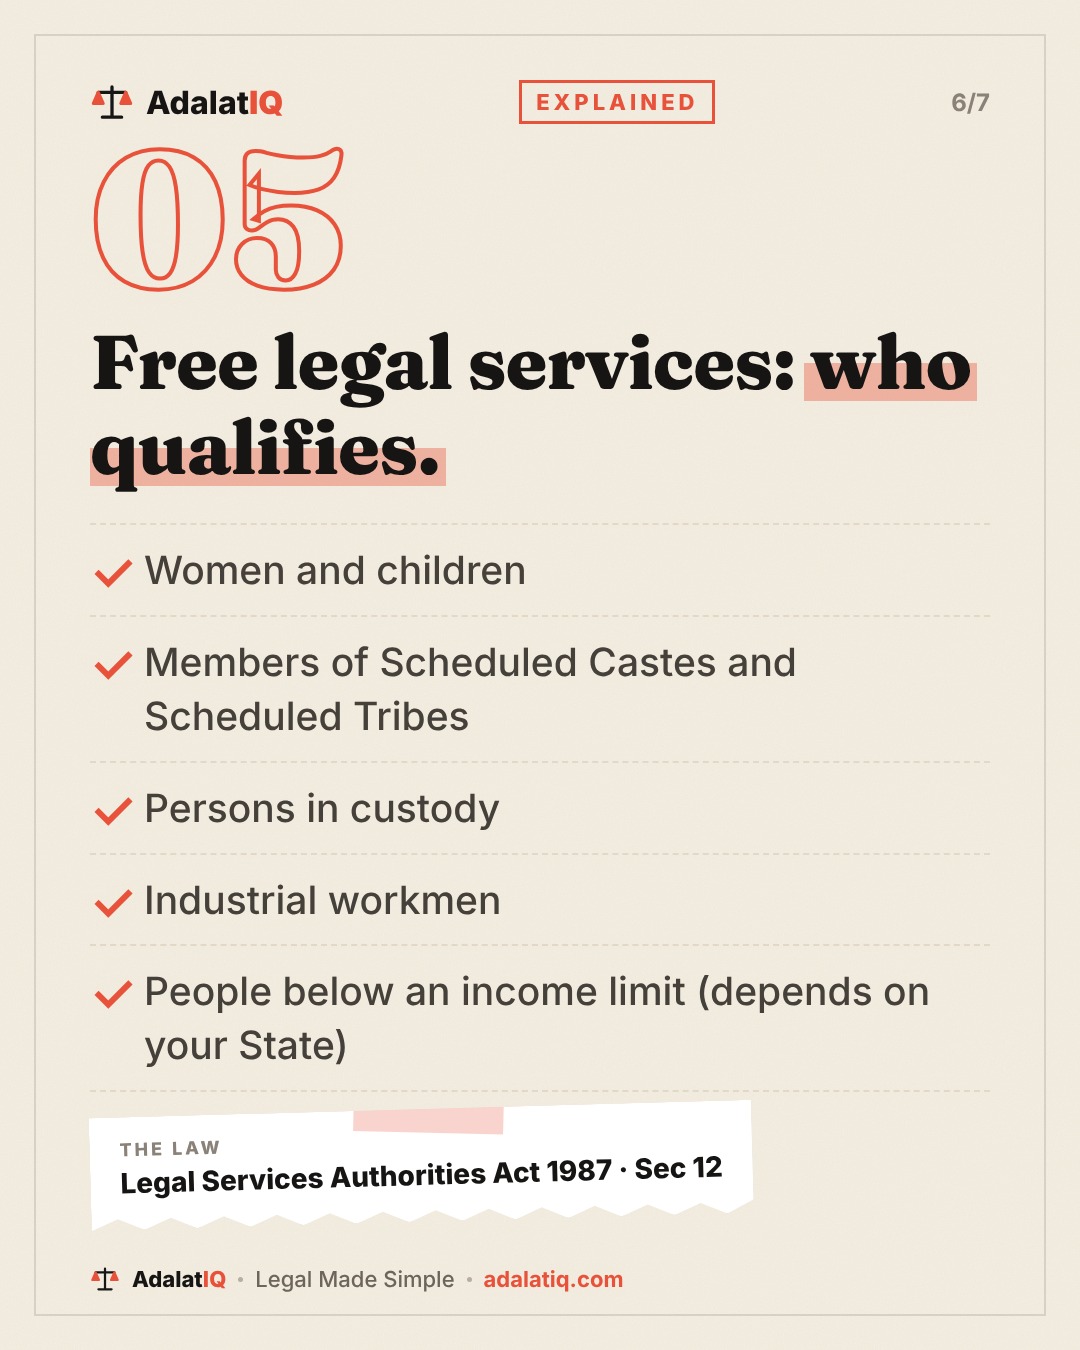 AdalatIQ
EXPLAINED
6/7
05
Free legal services: who
qualifies.
Women and children
Members of Scheduled Castes and
Scheduled Tribes
Persons in custody
Industrial workmen
People below an income limit (depends on
your State)
THE LAW
Legal Services Authorities Act 1987 · Sec 12
AdalatIQ • Legal Made Simple • adalatiq.com